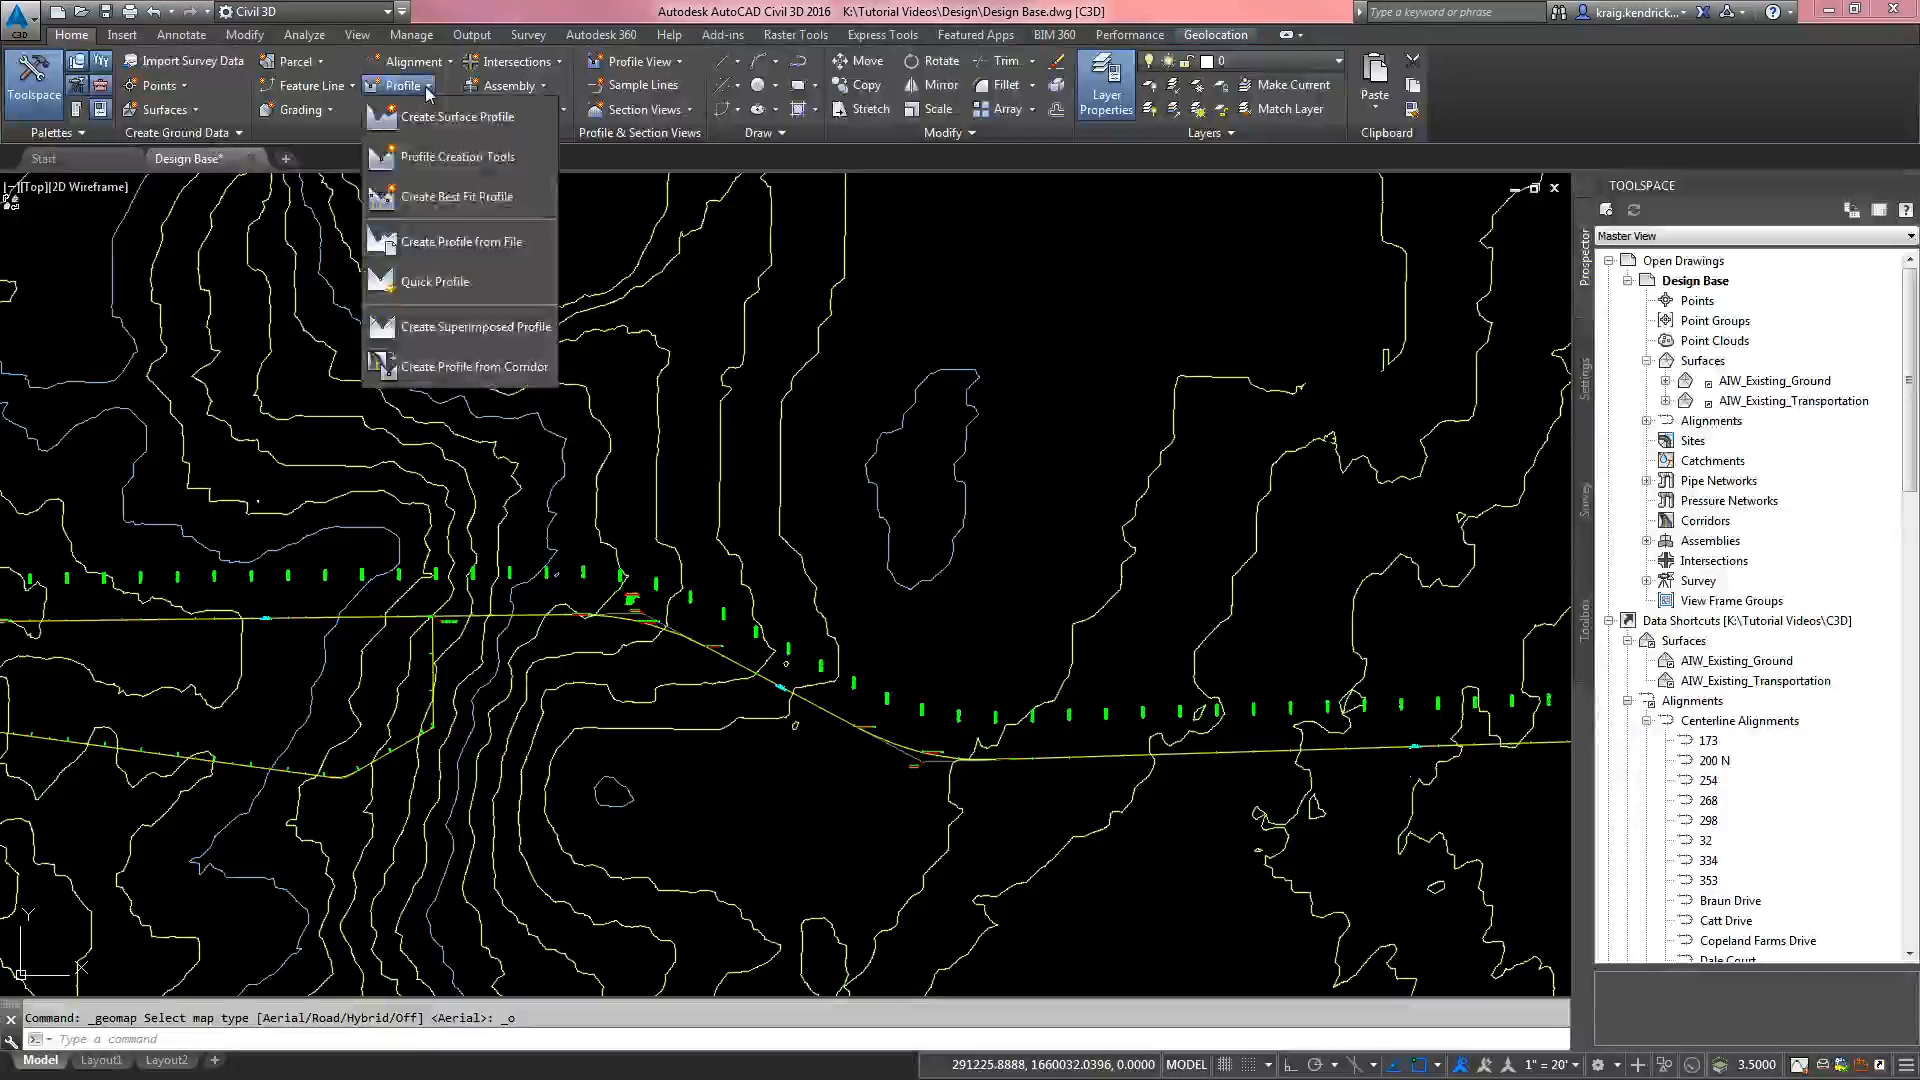 Civil 3D
Autodesk AutoCAD Civil 3D 2016 K:\Tutorial Videos\Design\Design Base.dwg [C3D]
Type a keyword or phrase
kraig.kendrick...
C3D
Home Insert Annotate Analyze View Manage Output Survey Autodesk 360 Help Add-ins Raster Tools Express Tools Featured Apps BIM 360 Performance Geolocation
Import Survey Data Parcel Alignment Intersections Profile View Move Rotate Trim 0
Toolspace Points Feature Line Profile Assembly Sample Lines Copy Mirror Fillet Layer Properties Make Current Paste
Surfaces Grading Section Views Stretch Scale Array Match Layer
Palettes Create Ground Data Profile & Section Views Draw Modify Layers Clipboard
Create Surface Profile
Profile Creation Tools
Create Best Fit Profile
Create Profile from File
Quick Profile
Create Superimposed Profile
Create Profile from Corridor
Start Design Base*
[−][Top][2D Wireframe]
TOOLSPACE
Master View
Prospector
Settings
Survey
Toolbox
Open Drawings
Design Base
Points
Point Groups
Point Clouds
Surfaces
AIW_Existing_Ground
AIW_Existing_Transportation
Alignments
Sites
Catchments
Pipe Networks
Pressure Networks
Corridors
Assemblies
Intersections
Survey
View Frame Groups
Data Shortcuts [K:\Tutorial Videos\C3D]
Surfaces
AIW_Existing_Ground
AIW_Existing_Transportation
Alignments
Centerline Alignments
173
200 N
254
268
298
32
334
353
Braun Drive
Catt Drive
Copeland Farms Drive
Dale Court
Y
X
Command: _geomap Select map type [Aerial/Road/Hybrid/Off] <Aerial>: _o
Type a command
Model Layout1 Layout2
291225.8888, 1660032.0396, 0.0000 MODEL 1" = 20' 3.5000